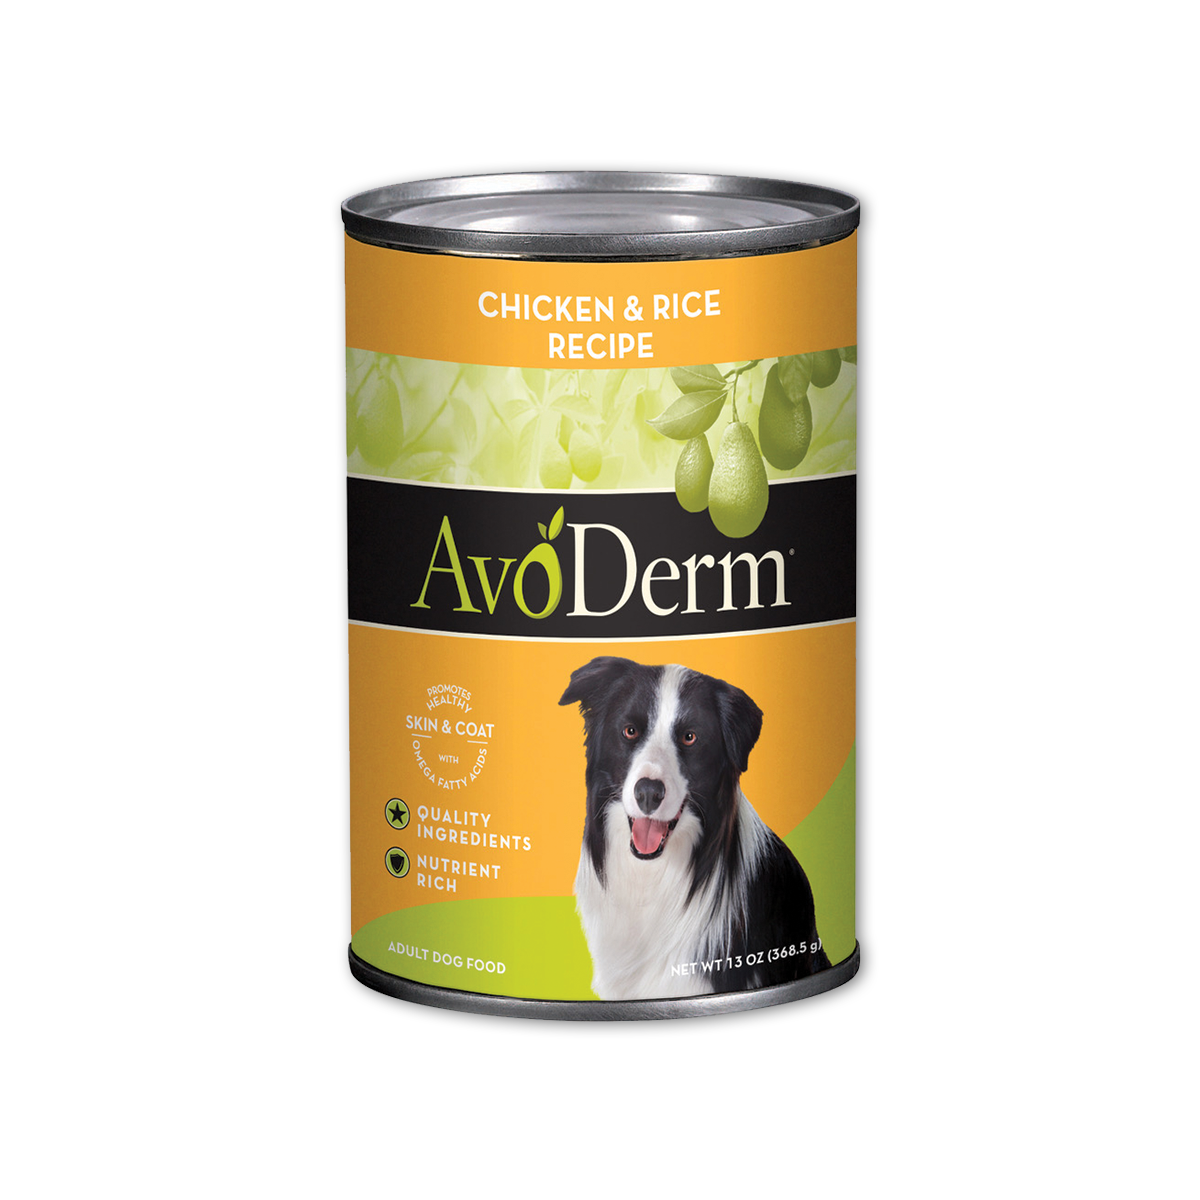 CHICKEN & RICE
RECIPE
AvoDerm®
PROMOTES
HEALTHY
SKIN & COAT
WITH
OMEGA FATTY ACIDS
QUALITY
INGREDIENTS
NUTRIENT
RICH
ADULT DOG FOOD
NET WT 13 OZ (368.5 g)